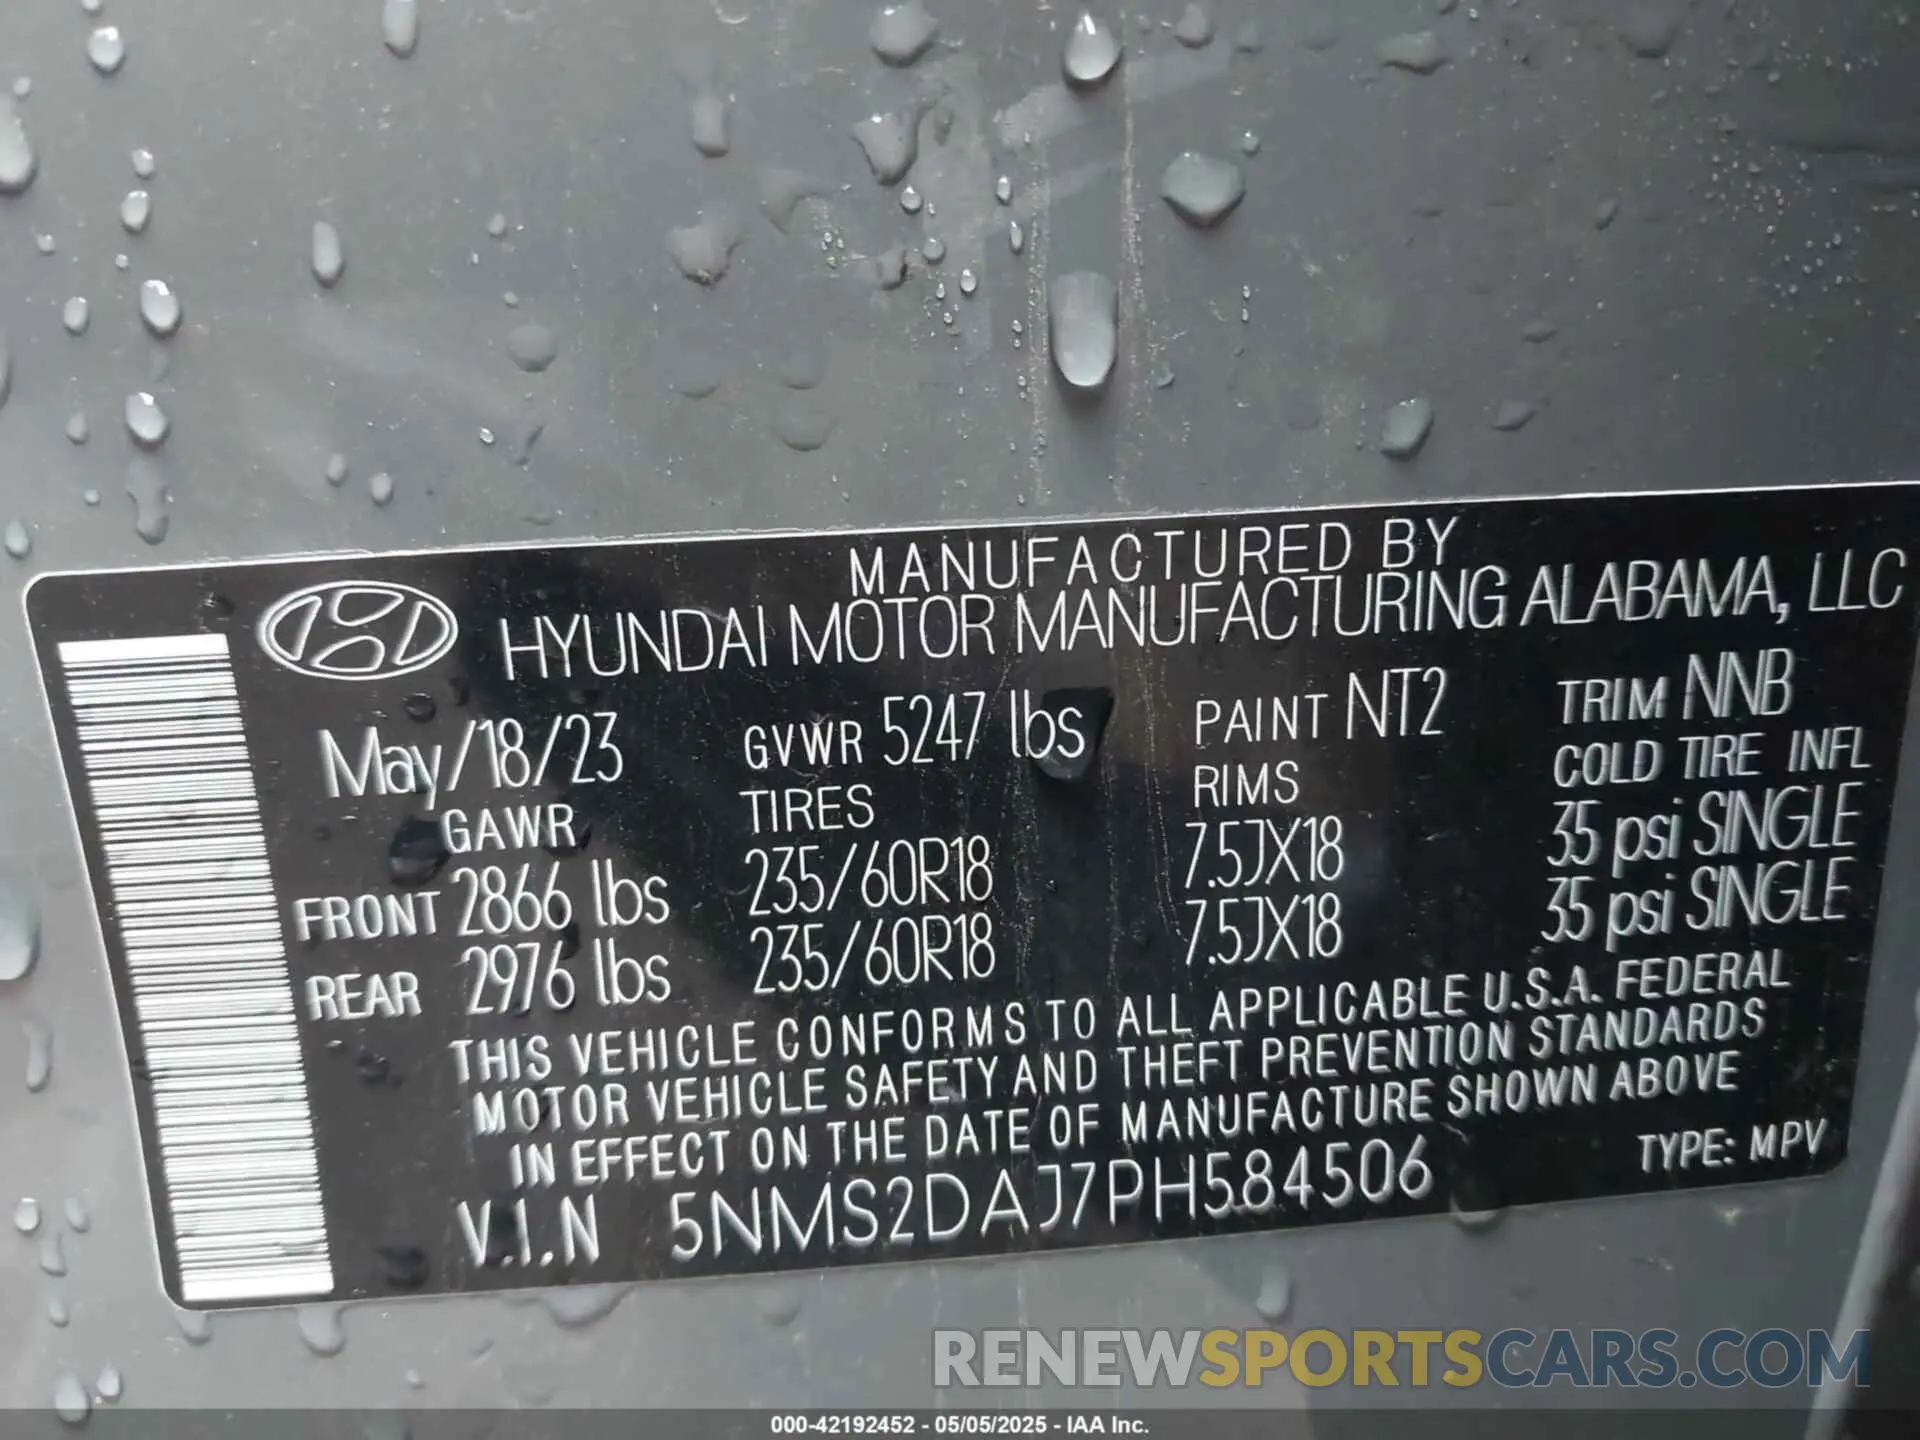 MANUFACTURED BY
HYUNDAI MOTOR MANUFACTURING ALABAMA, LLC
May/18/23 GVWR 5247 lbs PAINT NT2 TRIM NNB
GAWR TIRES RIMS COLD TIRE INFL
FRONT 2866 lbs 235/60R18 7.5JX18 35 psi SINGLE
REAR 2976 lbs 235/60R18 7.5JX18 35 psi SINGLE
THIS VEHICLE CONFORMS TO ALL APPLICABLE U.S.A. FEDERAL
MOTOR VEHICLE SAFETY AND THEFT PREVENTION STANDARDS
IN EFFECT ON THE DATE OF MANUFACTURE SHOWN ABOVE
V.I.N 5NMS2DAJ7PH584506 TYPE: MPV
RENEWSPORTSCARS.COM
000-42192452 - 05/05/2025 - IAA Inc.